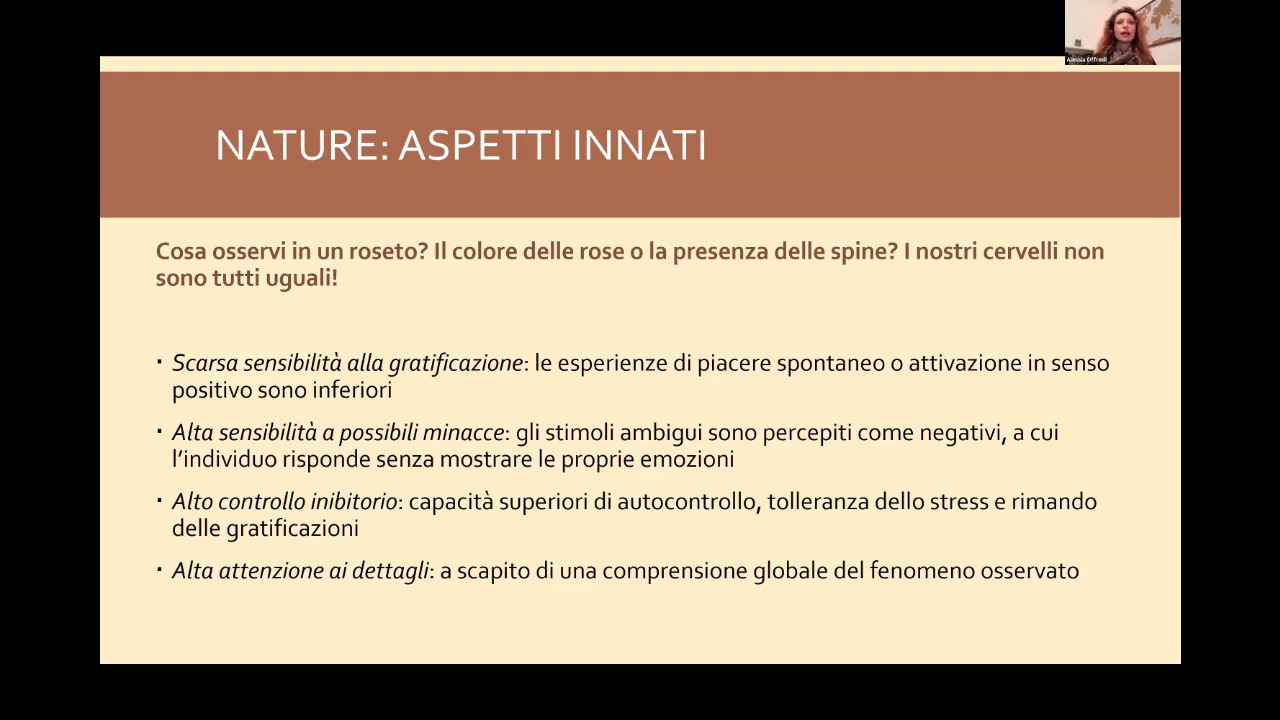 Alessia Offredi
NATURE: ASPETTI INNATI
Cosa osservi in un roseto? Il colore delle rose o la presenza delle spine? I nostri cervelli non
sono tutti uguali!
▪ Scarsa sensibilità alla gratificazione: le esperienze di piacere spontaneo o attivazione in senso
positivo sono inferiori
▪ Alta sensibilità a possibili minacce: gli stimoli ambigui sono percepiti come negativi, a cui
l’individuo risponde senza mostrare le proprie emozioni
▪ Alto controllo inibitorio: capacità superiori di autocontrollo, tolleranza dello stress e rimando
delle gratificazioni
▪ Alta attenzione ai dettagli: a scapito di una comprensione globale del fenomeno osservato